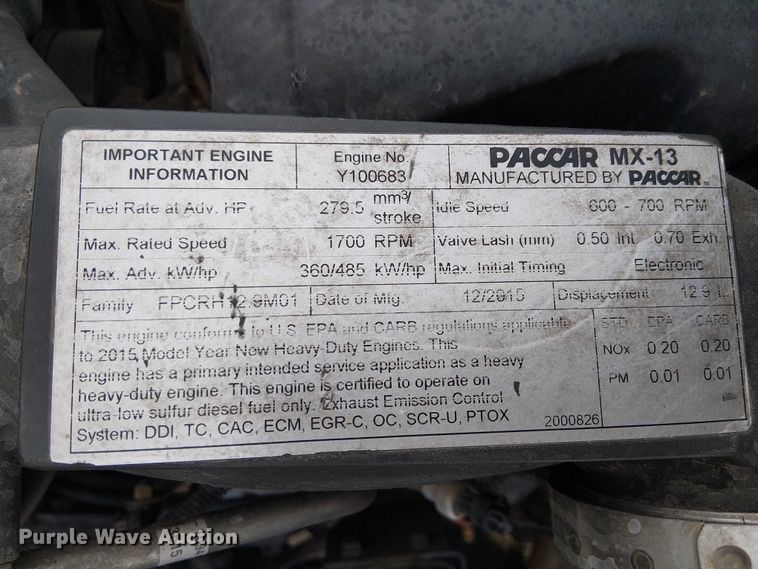 IMPORTANT ENGINE INFORMATION
Engine No.
Y100683
PACCAR MX-13
MANUFACTURED BY PACCAR INC
Fuel Rate at Adv. HP 279.5 mm³/stroke
Idle Speed 600 - 700 RPM
Max. Rated Speed 1700 RPM
Valve Lash (mm) 0.50 Int. 0.70 Exh.
Max. Adv. kW/hp 360/485 kW/hp
Max. Initial Timing Electronic
Family FPCRH12.9M01
Date of Mfg. 12/2015
Displacement 12.9 L
This engine conforms to U.S. EPA and CARB regulations applicable
to 2015 Model Year New Heavy-Duty Engines. This
engine has a primary intended service application as a heavy
heavy-duty engine. This engine is certified to operate on
ultra-low sulfur diesel fuel only. Exhaust Emission Control
System: DDI, TC, CAC, ECM, EGR-C, OC, SCR-U, PTOX
2000826
STD EPA CARB
NOx 0.20 0.20
PM 0.01 0.01
Purple Wave Auction